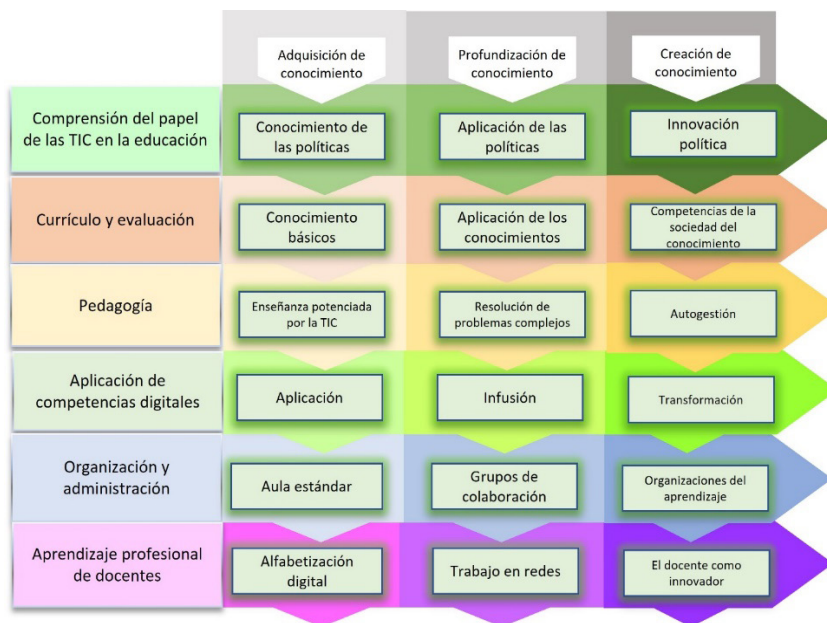 Adquisición de
conocimiento
Profundización de
conocimiento
Creación de
conocimiento
Comprensión del papel
de las TIC en la educación
Conocimiento de
las políticas
Aplicación de las
políticas
Innovación
política
Currículo y evaluación
Conocimiento
básicos
Aplicación de los
conocimientos
Competencias de la
sociedad del
conocimiento
Pedagogía
Enseñanza potenciada
por la TIC
Resolución de
problemas complejos
Autogestión
Aplicación de
competencias digitales
Aplicación
Infusión
Transformación
Organización y
administración
Aula estándar
Grupos de
colaboración
Organizaciones del
aprendizaje
Aprendizaje profesional
de docentes
Alfabetización
digital
Trabajo en redes
El docente como
innovador